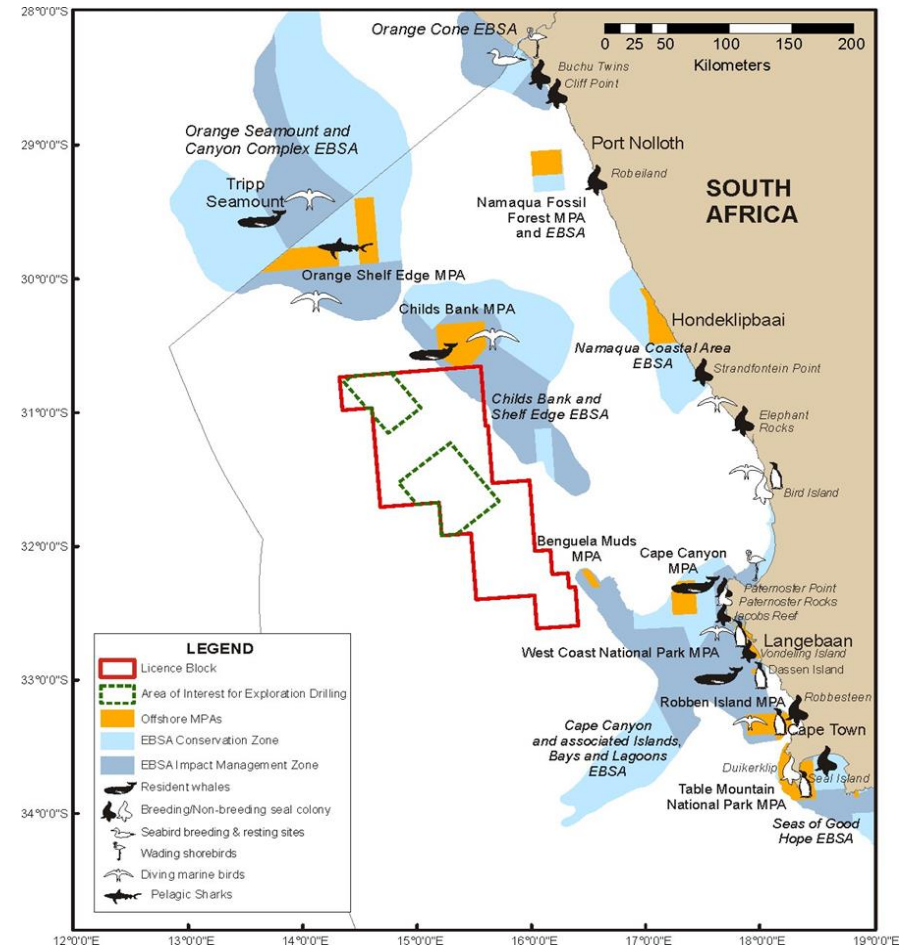 28°0'0"S
29°0'0"S
30°0'0"S
31°0'0"S
32°0'0"S
33°0'0"S
34°0'0"S
Orange Cone EBSA
0 25 50 100 150 200
Kilometers
Buchu Twins
Cliff Point
Orange Seamount and
Canyon Complex EBSA
Port Nolloth
Tripp
Seamount
Robeiland
SOUTH
AFRICA
Namaqua Fossil
Forest MPA
and EBSA
Orange Shelf Edge MPA
Childs Bank MPA
Hondeklipbaai
Namaqua Coastal Area
EBSA
Strandfontein Point
Childs Bank and
Shelf Edge EBSA
Elephant
Rocks
Bird Island
Benguela Muds
MPA
Cape Canyon
MPA
Paternoster Point
Paternoster Rocks
Jacobs Reef
Langebaan
West Coast National Park MPA
Vondeling Island
Dassen Island
Robben Island MPA
Robbesteen
Cape Town
Cape Canyon
and associated Islands,
Bays and Lagoons
EBSA
Duikerklip
Seal Island
Table Mountain
National Park MPA
Seas of Good
Hope EBSA
LEGEND
Licence Block
Area of Interest for Exploration Drilling
Offshore MPAs
EBSA Conservation Zone
EBSA Impact Management Zone
Resident whales
Breeding/Non-breeding seal colony
Seabird breeding & resting sites
Wading shorebirds
Diving marine birds
Pelagic Sharks
12°0'0"E 13°0'0"E 14°0'0"E 15°0'0"E 16°0'0"E 17°0'0"E 18°0'0"E 19°0'0"E